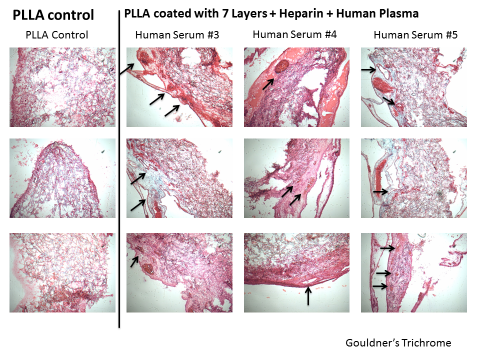 PLLA control
PLLA coated with 7 Layers + Heparin + Human Plasma
PLLA Control
Human Serum #3
Human Serum #4
Human Serum #5
Gouldner's Trichrome